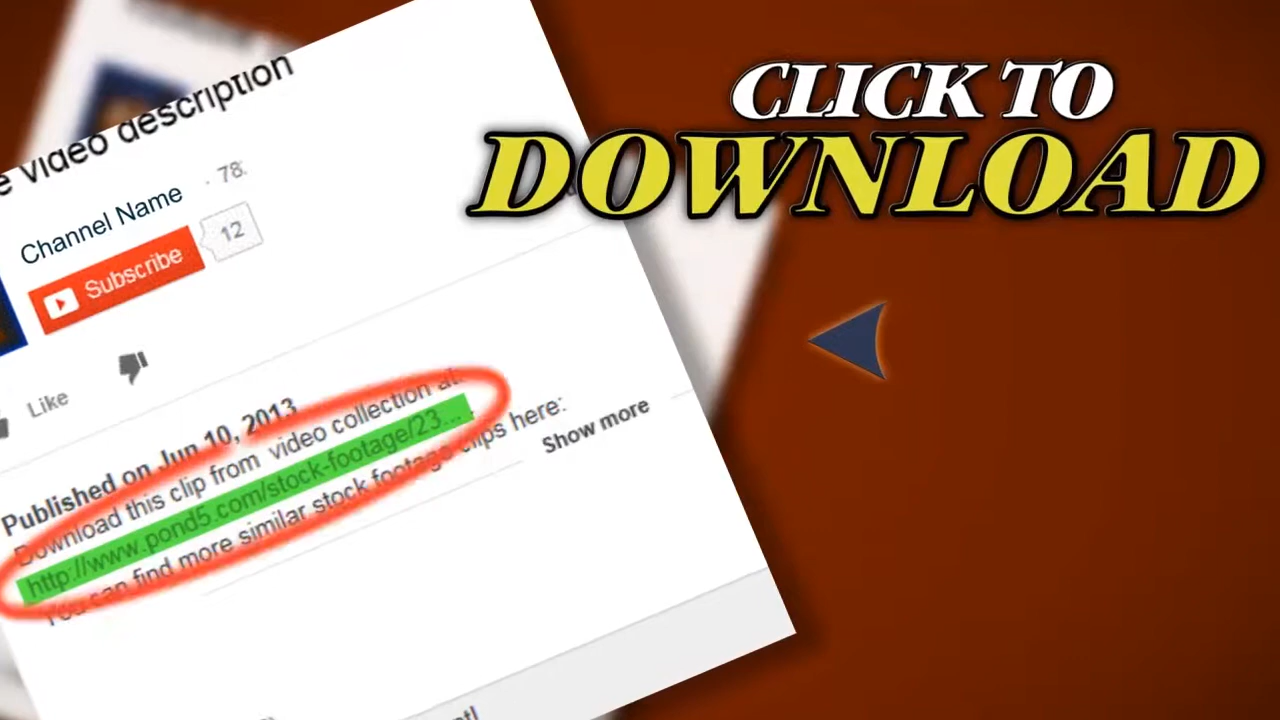 CLICK TO
DOWNLOAD
e video description
Channel Name
Subscribe
12
Like
Published on Jun 10, 2013
Download this clip from video collection at:
http://www.pond5.com/stock-footage/23...
You can find more similar stock footage clips here:
Show more